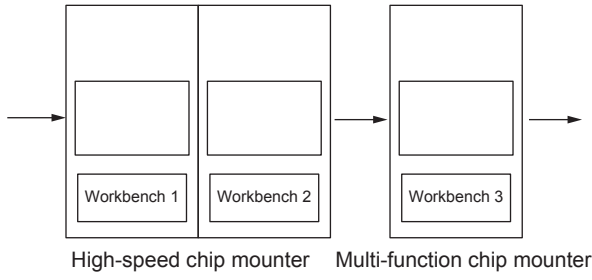 Workbench 1
Workbench 2
Workbench 3
High-speed chip mounter
Multi-function chip mounter